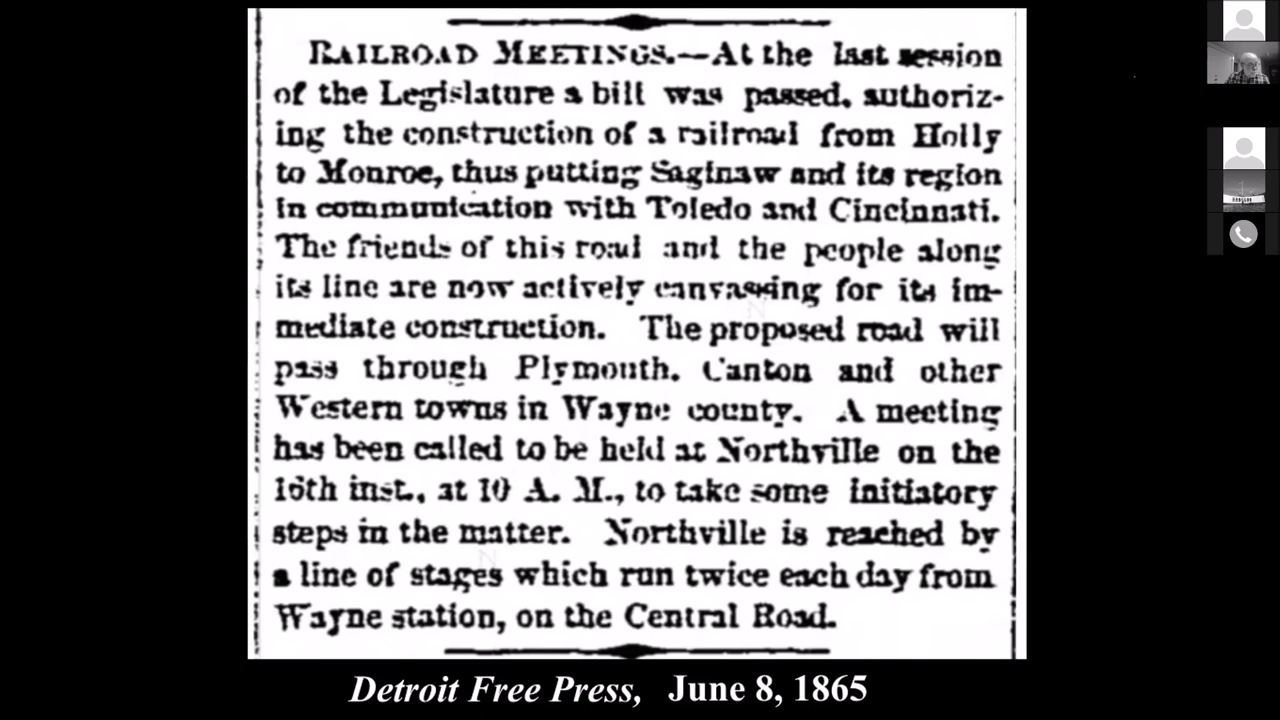 RAILROAD MEETINGS.—At the last session
of the Legislature a bill was passed, authoriz-
ing the construction of a railroad from Holly
to Monroe, thus putting Saginaw and its region
in communication with Toledo and Cincinnati.
The friends of this road and the people along
its line are now actively canvassing for its im-
mediate construction. The proposed road will
pass through Plymouth, Canton and other
Western towns in Wayne county. A meeting
has been called to be held at Northville on the
inst., at 10 A. M., to take some initiatory
steps in the matter. Northville is reached by
a line of stages which run twice each day from
Wayne station, on the Central Road.
Detroit Free Press, June 8, 1865